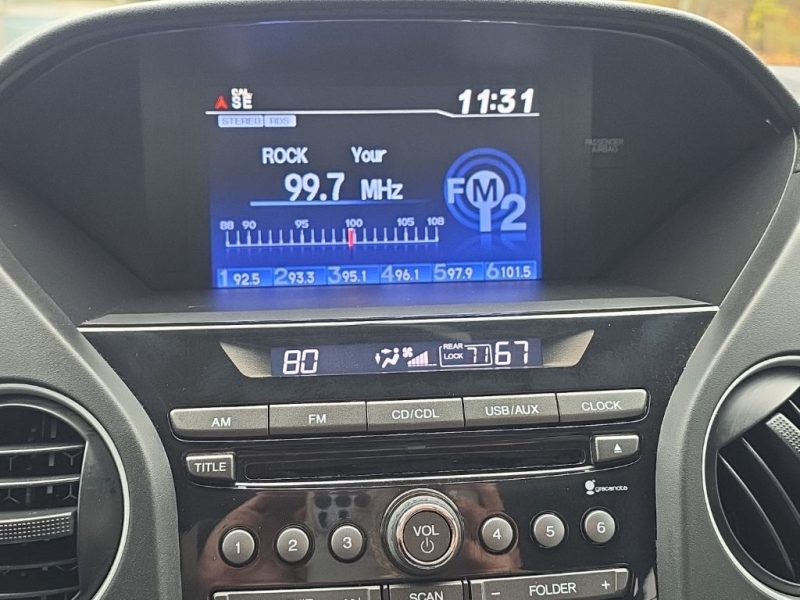 CAL
SE
11:31
STEREO RDS
PASSENGER
AIRBAG
ROCK Your
99.7 MHz
FM2
88 90 95 100 105 108
1 92.5 2 93.3 3 95.1 4 96.1 5 97.9 6 101.5
80 REAR LOCK 71 67
AM FM CD/CDL USB/AUX CLOCK
TITLE
gracenote
VOL
1 2 3 4 5 6
SCAN
− FOLDER +